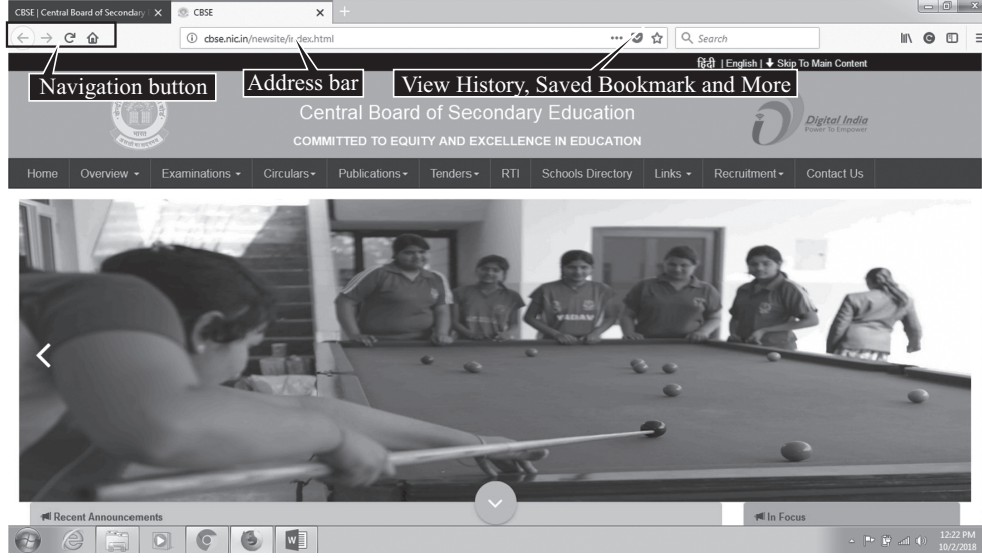 CBSE | Central Board of Secondary
CBSE
cbse.nic.in/newsite/index.html
Search
हिंदी | English | Skip To Main Content
Navigation button
Address bar
View History, Saved Bookmark and More
भारत
Central Board of Secondary Education
COMMITTED TO EQUITY AND EXCELLENCE IN EDUCATION
Digital India
Power To Empower
Home Overview Examinations Circulars Publications Tenders RTI Schools Directory Links Recruitment Contact Us
YADAV
Recent Announcements
In Focus
12:22 PM
10/2/2018